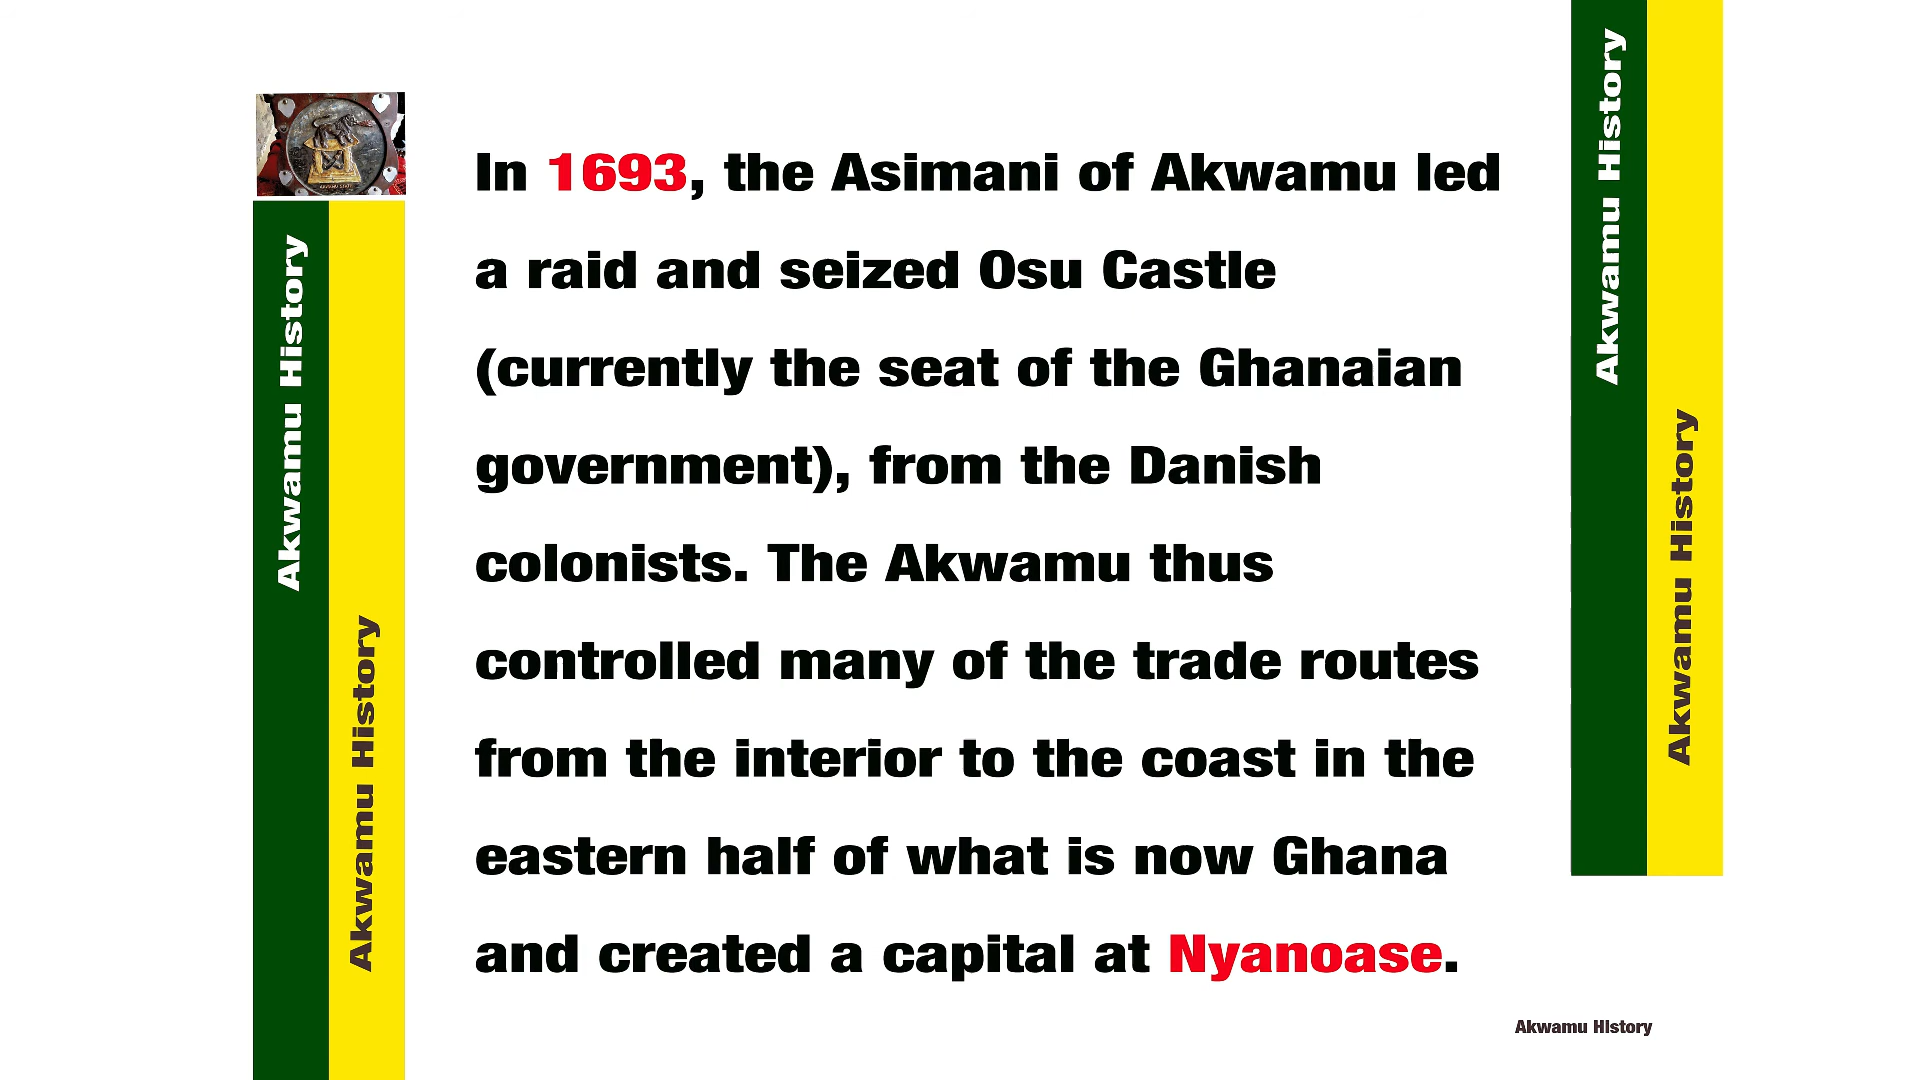 In 1693, the Asimani of Akwamu led
a raid and seized Osu Castle
(currently the seat of the Ghanaian
government), from the Danish
colonists. The Akwamu thus
controlled many of the trade routes
from the interior to the coast in the
eastern half of what is now Ghana
and created a capital at Nyanoase.
Akwamu History
Akwamu History
Akwamu History
Akwamu History
Akwamu History